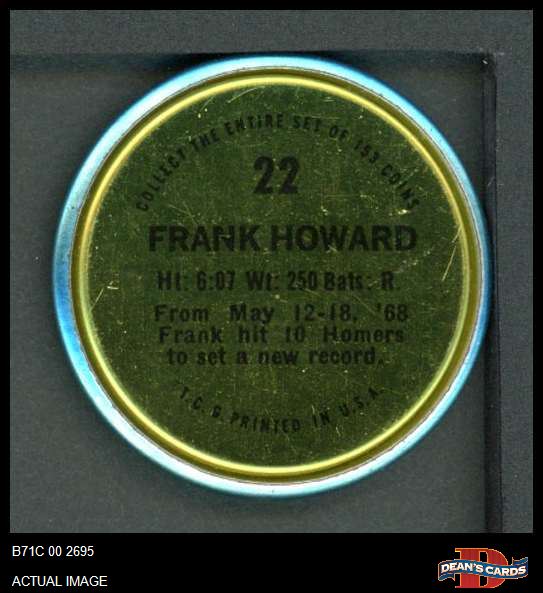 COLLECT THE ENTIRE SET OF 153 COINS
22
FRANK HOWARD
Ht: 6:07 Wt: 250 Bats: R
From May 12-18, '68
Frank hit 10 Homers
to set a new record.
T.C.G. PRINTED IN U.S.A.
B71C 00 2695
ACTUAL IMAGE
D
DEAN'S CARDS